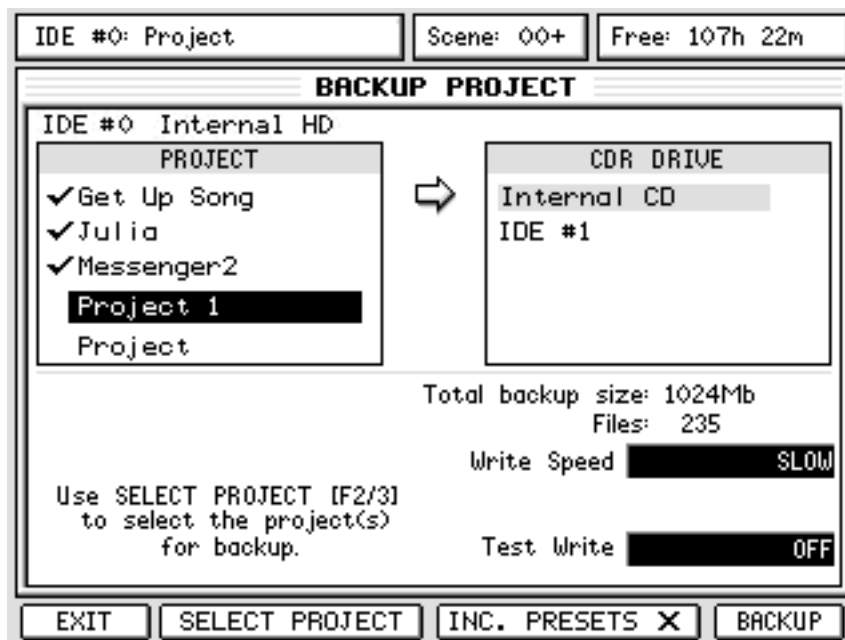 IDE #0: Project
Scene: 00+
Free: 107h 22m
BACKUP PROJECT
IDE #0 Internal HD
PROJECT
Get Up Song
Julia
Messenger2
Project 1
Project
CDR DRIVE
Internal CD
IDE #1
Total backup size: 1024Mb
Files: 235
Write Speed SLOW
Use SELECT PROJECT [F2/3]
to select the project(s)
for backup.
Test Write OFF
EXIT
SELECT PROJECT
INC. PRESETS X
BACKUP